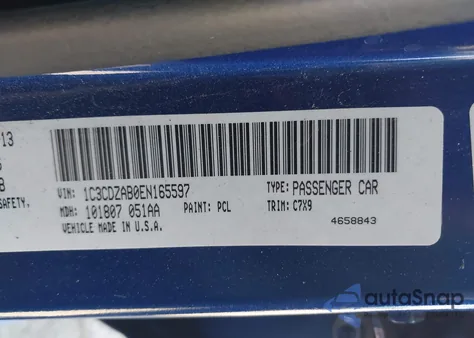 13
B
SAFETY.
VIN: 1C3CDZAB0EN165597 TYPE: PASSENGER CAR
MDH: 101807 051AA PAINT: PCL TRIM: C7X9
VEHICLE MADE IN U.S.A. 4658843
autoSnap